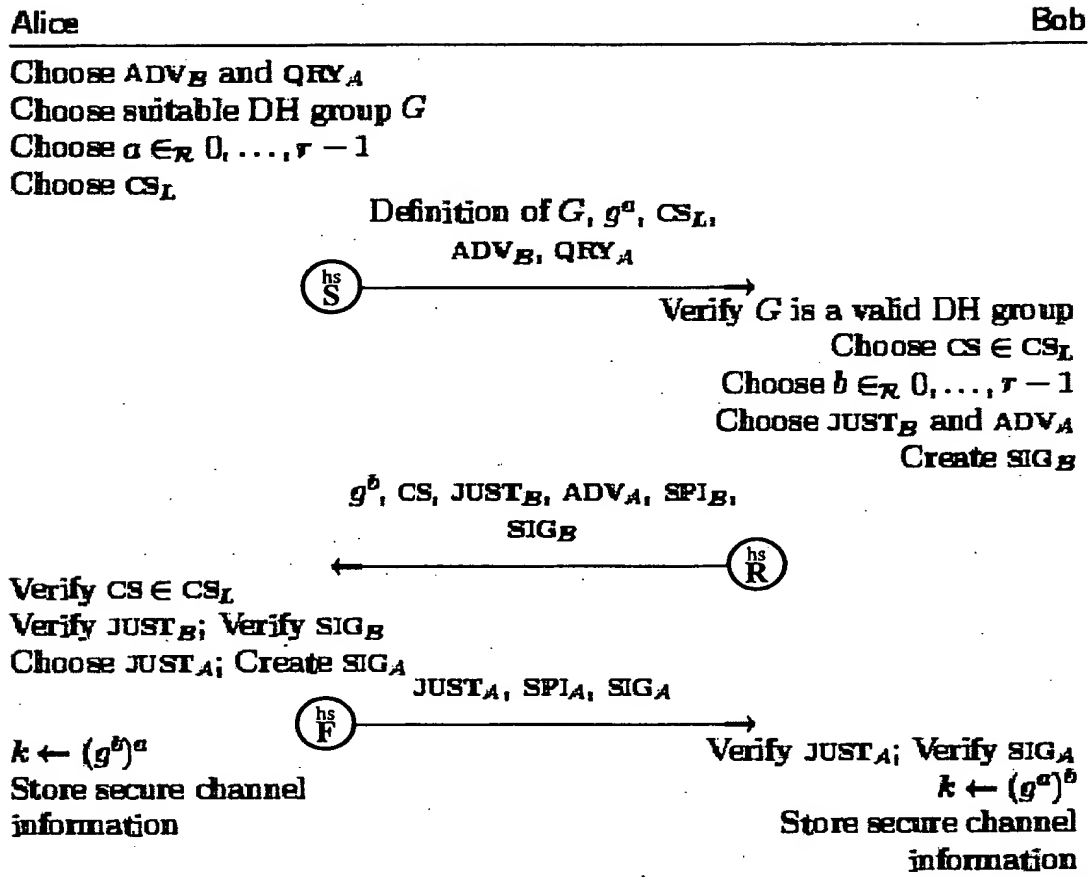 Alice
Bob
Choose ADV_B and QRY_A
Choose suitable DH group G
Choose a ∈_R 0, ..., r − 1
Choose CS_L
Definition of G, g^a, CS_L,
ADV_B, QRY_A
hs
S
Verify G is a valid DH group
Choose CS ∈ CS_L
Choose b ∈_R 0, ..., r − 1
Choose JUST_B and ADV_A
Create SIG_B
g^b, CS, JUST_B, ADV_A, SPI_B,
SIG_B
hs
R
Verify CS ∈ CS_L
Verify JUST_B; Verify SIG_B
Choose JUST_A; Create SIG_A
JUST_A, SPI_A, SIG_A
hs
F
k ← (g^b)^a
Store secure channel
information
Verify JUST_A; Verify SIG_A
k ← (g^a)^b
Store secure channel
information